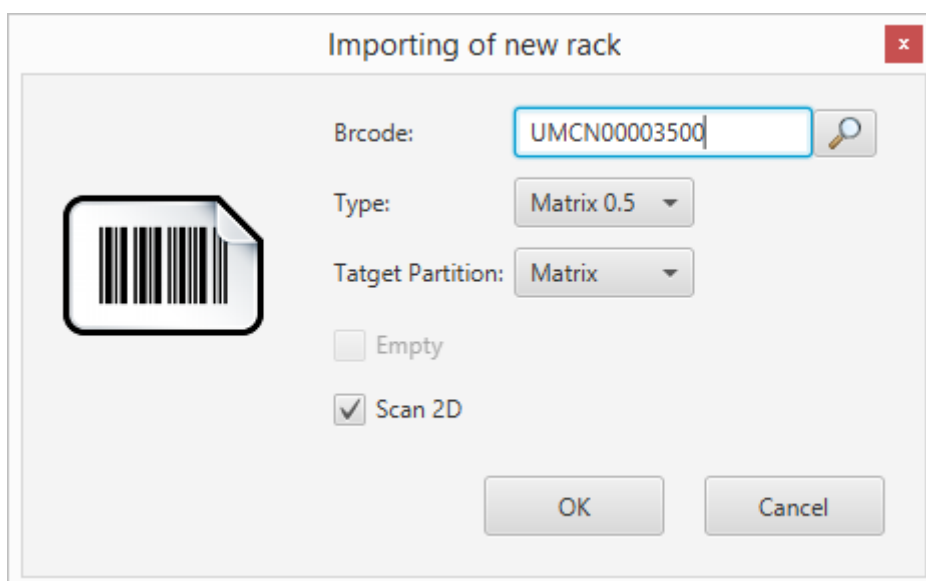 Importing of new rack
x
Brcode: UMCN00003500
Type: Matrix 0.5
Tatget Partition: Matrix
Empty
Scan 2D
OK Cancel